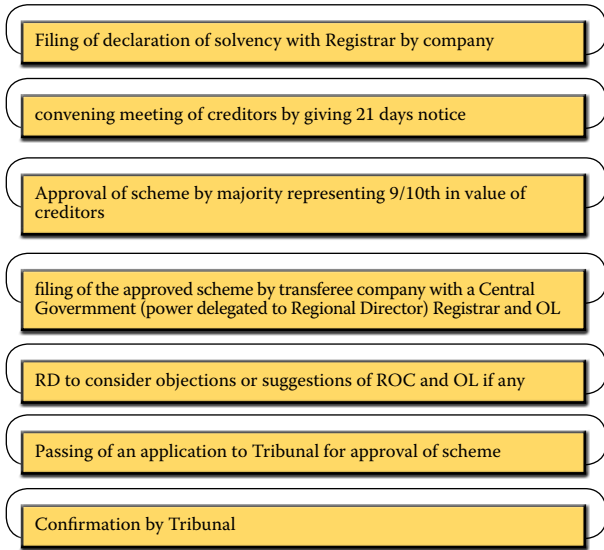 Filing of declaration of solvency with Registrar by company
convening meeting of creditors by giving 21 days notice
Approval of scheme by majority representing 9/10th in value of
creditors
filing of the approved scheme by transferee company with a Central
Government (power delegated to Regional Director) Registrar and OL
RD to consider objections or suggestions of ROC and OL if any
Passing of an application to Tribunal for approval of scheme
Confirmation by Tribunal